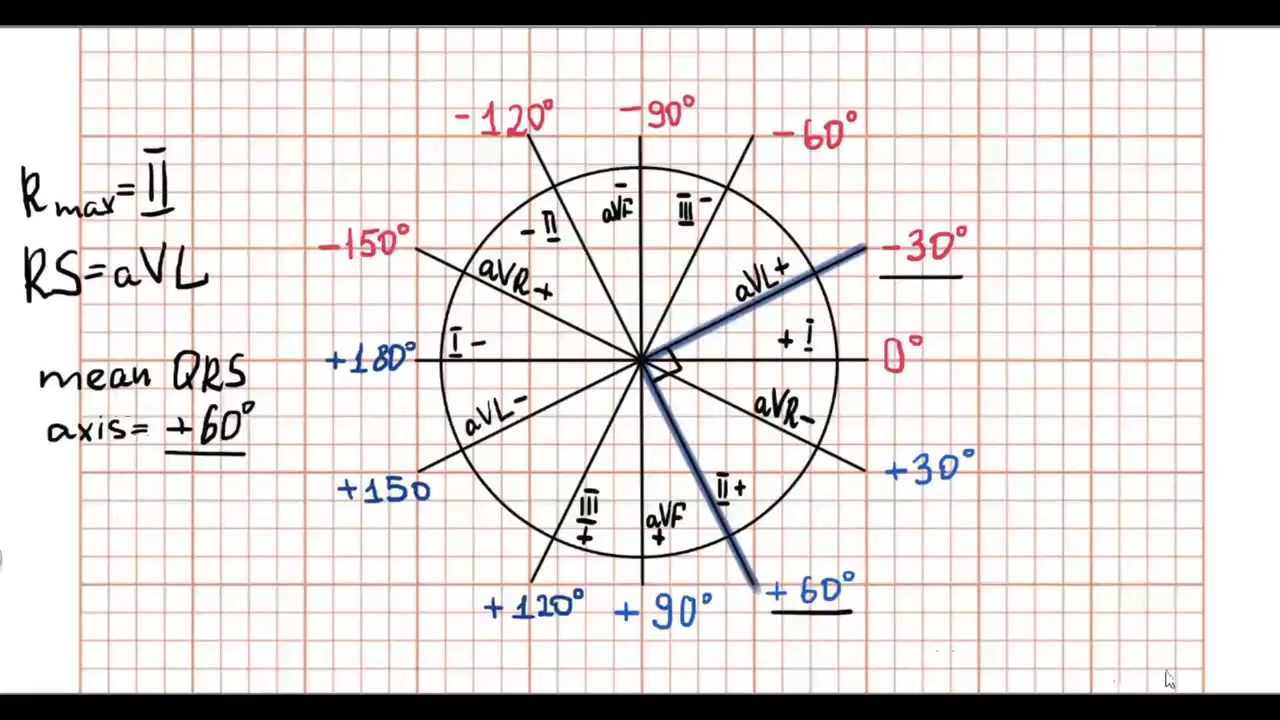 Rmax=II
RS=aVL
mean QRS
axis= +60°
-120°
-90°
-60°
-150°
-30°
+180°
0°
+150
+30°
+120°
+90°
+60°
-II
aVF-
III-
aVR+
aVL+
I-
+I
aVL-
aVR-
III+
aVF+
II+